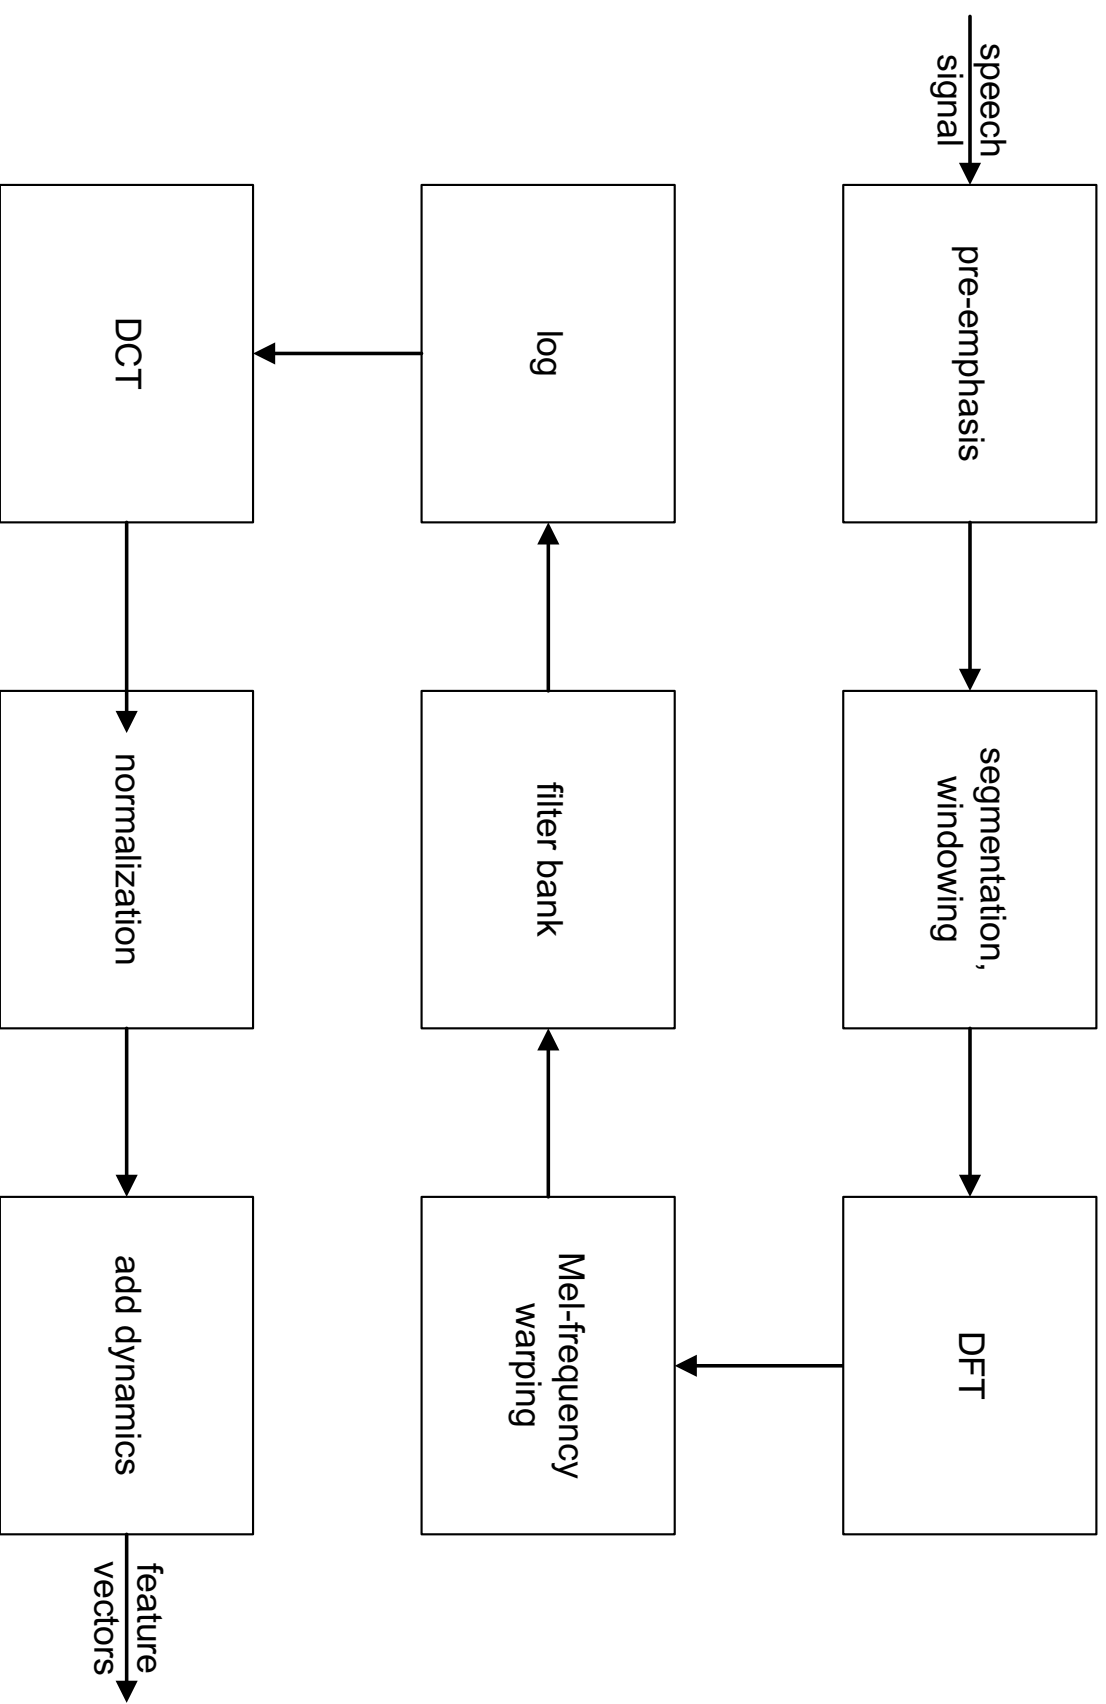 speech
signal
pre-emphasis
segmentation,
windowing
DFT
Mel-frequency
warping
filter bank
log
DCT
normalization
add dynamics
feature
vectors